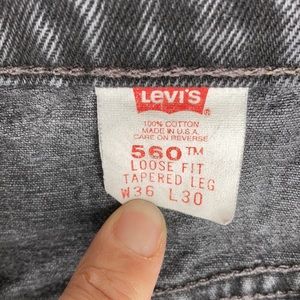 Levi's
®
100% COTTON
MADE IN U.S.A.
CARE ON REVERSE
560™
LOOSE FIT
TAPERED LEG
W36 L30